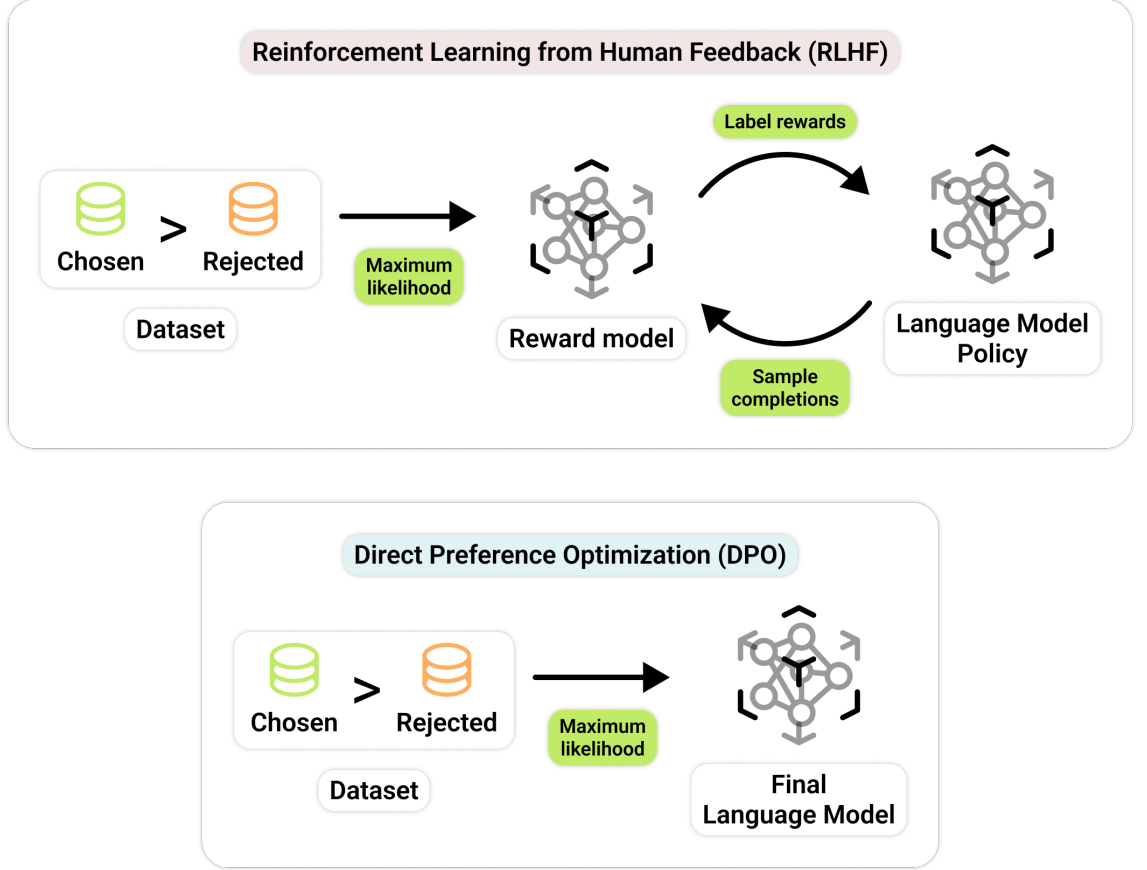 Reinforcement Learning from Human Feedback (RLHF)
Label rewards
Chosen > Rejected
Maximum
likelihood
Dataset
Reward model
Language Model
Policy
Sample
completions
Direct Preference Optimization (DPO)
Chosen > Rejected
Maximum
likelihood
Dataset
Final
Language Model